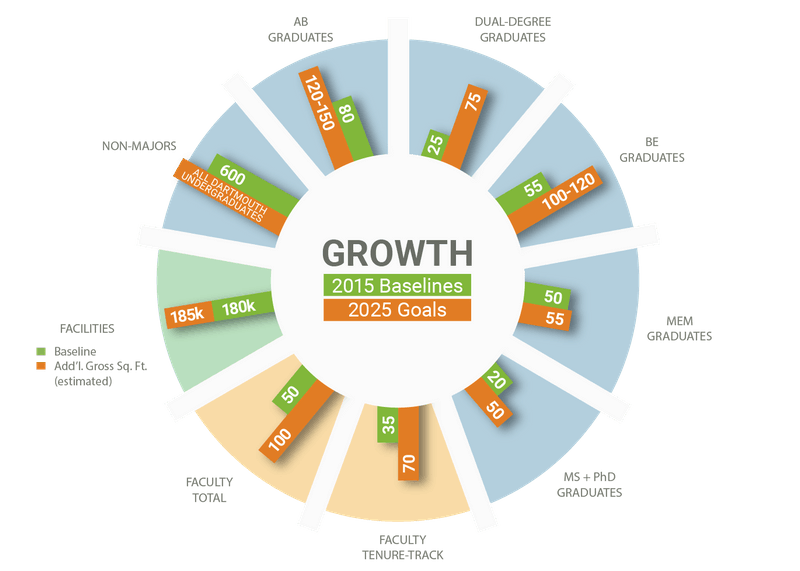 GROWTH
2015 Baselines
2025 Goals
AB
GRADUATES
120-150
80
DUAL-DEGREE
GRADUATES
25
75
BE
GRADUATES
55
100-120
MEM
GRADUATES
50
55
MS + PhD
GRADUATES
20
50
FACULTY
TENURE-TRACK
35
70
FACULTY
TOTAL
50
100
FACILITIES
Baseline
Add'l. Gross Sq. Ft.
(estimated)
185k
180k
NON-MAJORS
600
ALL DARTMOUTH
UNDERGRADUATES